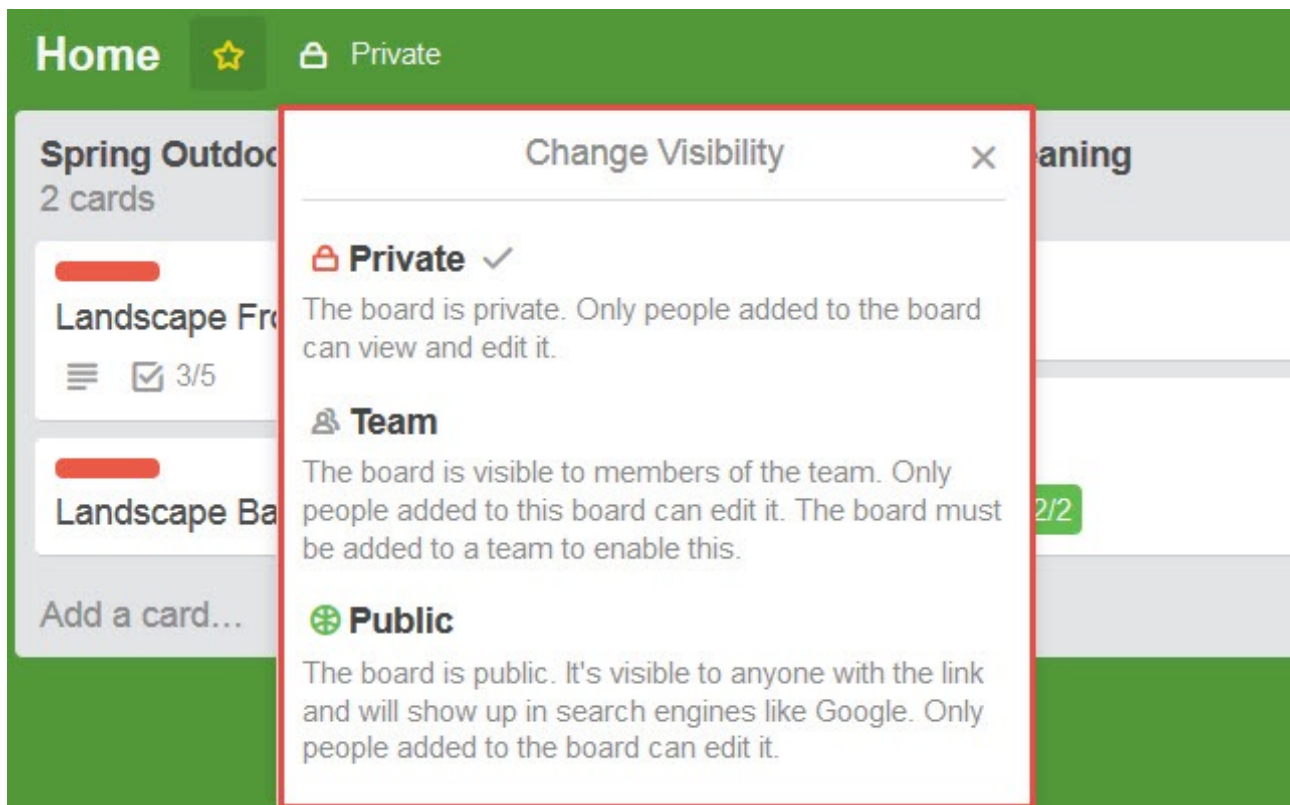 Home Private
Spring Outdoo
2 cards
Landscape Fro
3/5
Landscape Ba
Add a card...
Change Visibility
Private
The board is private. Only people added to the board
can view and edit it.
Team
The board is visible to members of the team. Only
people added to this board can edit it. The board must
be added to a team to enable this.
Public
The board is public. It's visible to anyone with the link
and will show up in search engines like Google. Only
people added to the board can edit it.
eaning
2/2